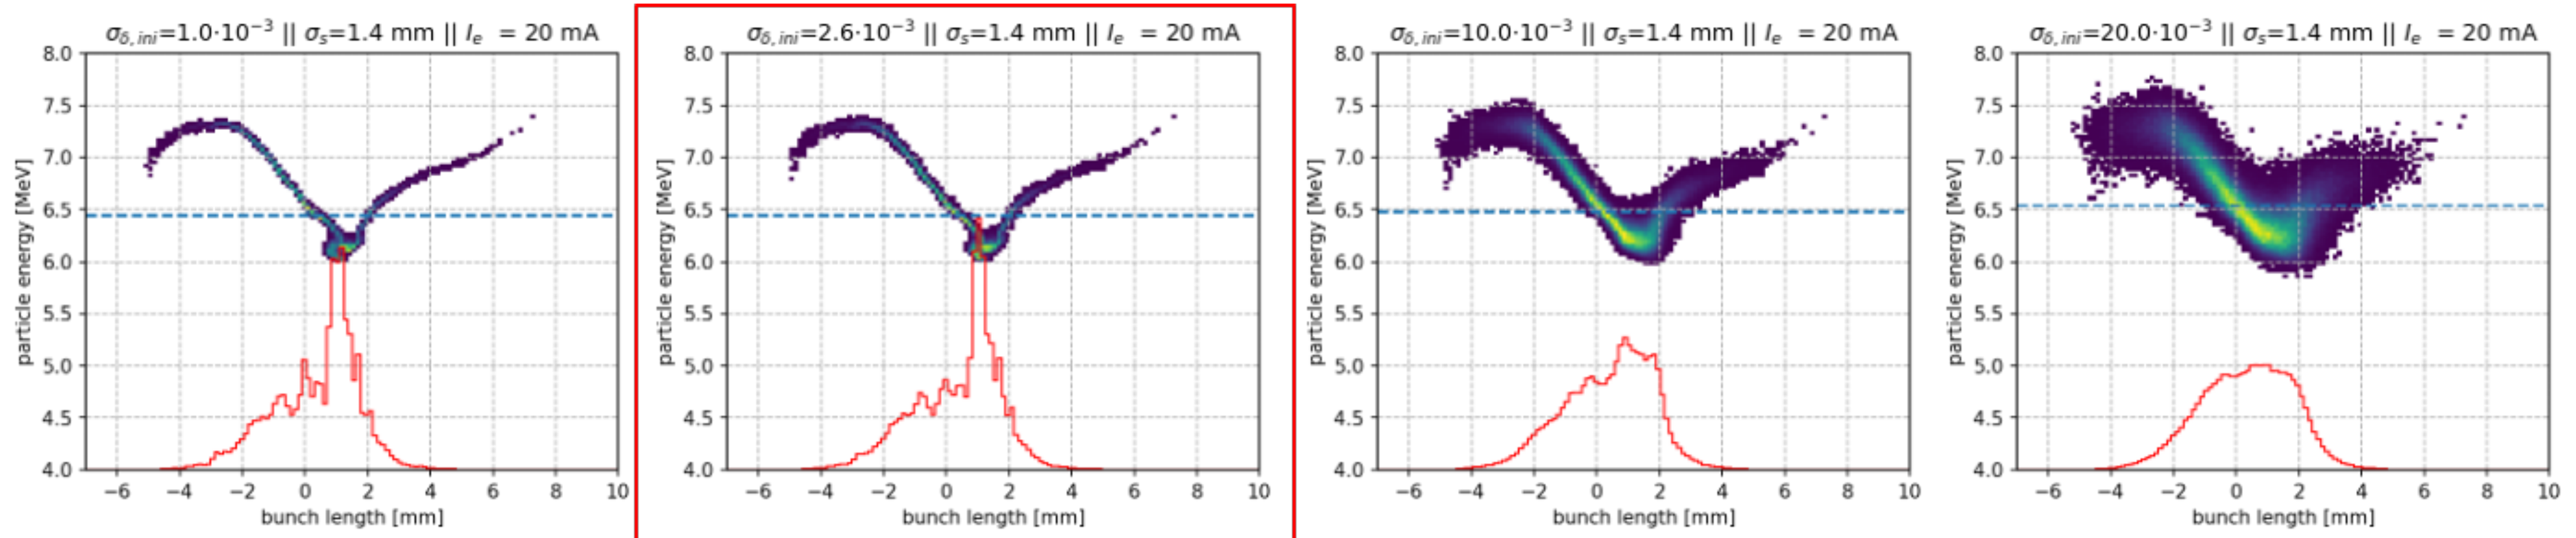 σδ,ini=1.0·10−3 || σs=1.4 mm || Ie = 20 mA
8.0
7.5
7.0
6.5
6.0
5.5
5.0
4.5
4.0
particle energy [MeV]
−6 −4 −2 0 2 4 6 8 10
bunch length [mm]
σδ,ini=2.6·10−3 || σs=1.4 mm || Ie = 20 mA
8.0
7.5
7.0
6.5
6.0
5.5
5.0
4.5
4.0
particle energy [MeV]
−6 −4 −2 0 2 4 6 8 10
bunch length [mm]
σδ,ini=10.0·10−3 || σs=1.4 mm || Ie = 20 mA
8.0
7.5
7.0
6.5
6.0
5.5
5.0
4.5
4.0
particle energy [MeV]
−6 −4 −2 0 2 4 6 8 10
bunch length [mm]
σδ,ini=20.0·10−3 || σs=1.4 mm || Ie = 20 mA
8.0
7.5
7.0
6.5
6.0
5.5
5.0
4.5
4.0
particle energy [MeV]
−6 −4 −2 0 2 4 6 8 10
bunch length [mm]